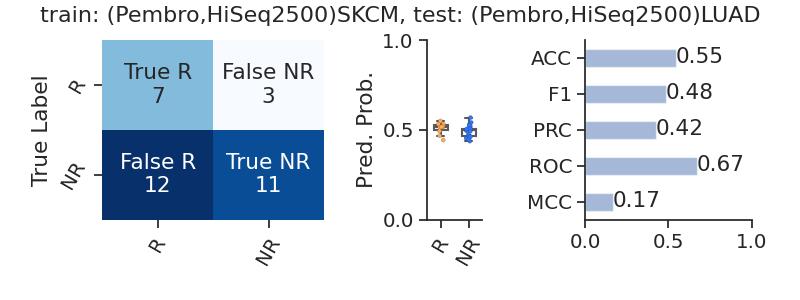 train: (Pembro,HiSeq2500)SKCM, test: (Pembro,HiSeq2500)LUAD
True Label
R
NR
True R
7
False NR
3
False R
12
True NR
11
R
NR
Pred. Prob.
1.0
0.5
0.0
R
NR
ACC
0.55
F1
0.48
PRC
0.42
ROC
0.67
MCC
0.17
0.0
0.5
1.0